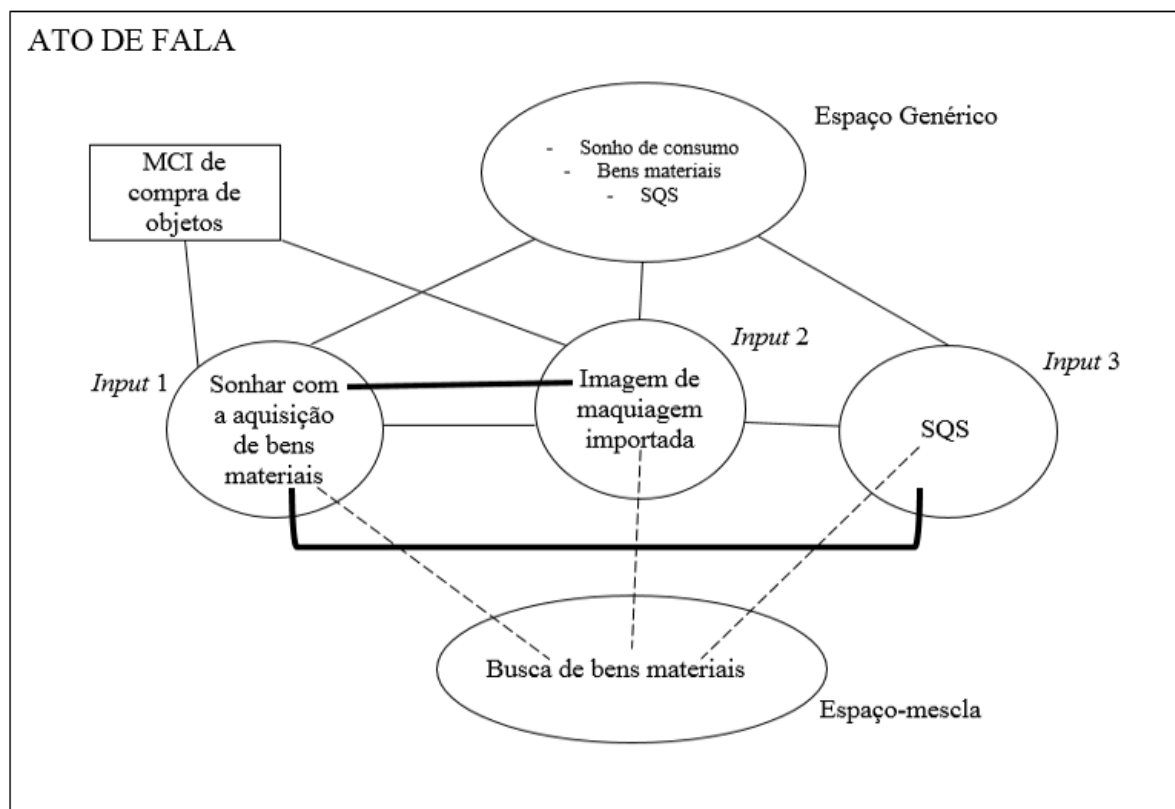 ATO DE FALA
Espaço Genérico
- Sonho de consumo
- Bens materiais
- SQS
MCI de
compra de
objetos
Input 1
Sonhar com
a aquisição
de bens
materiais
Input 2
Imagem de
maquiagem
importada
Input 3
SQS
Busca de bens materiais
Espaço-mescla